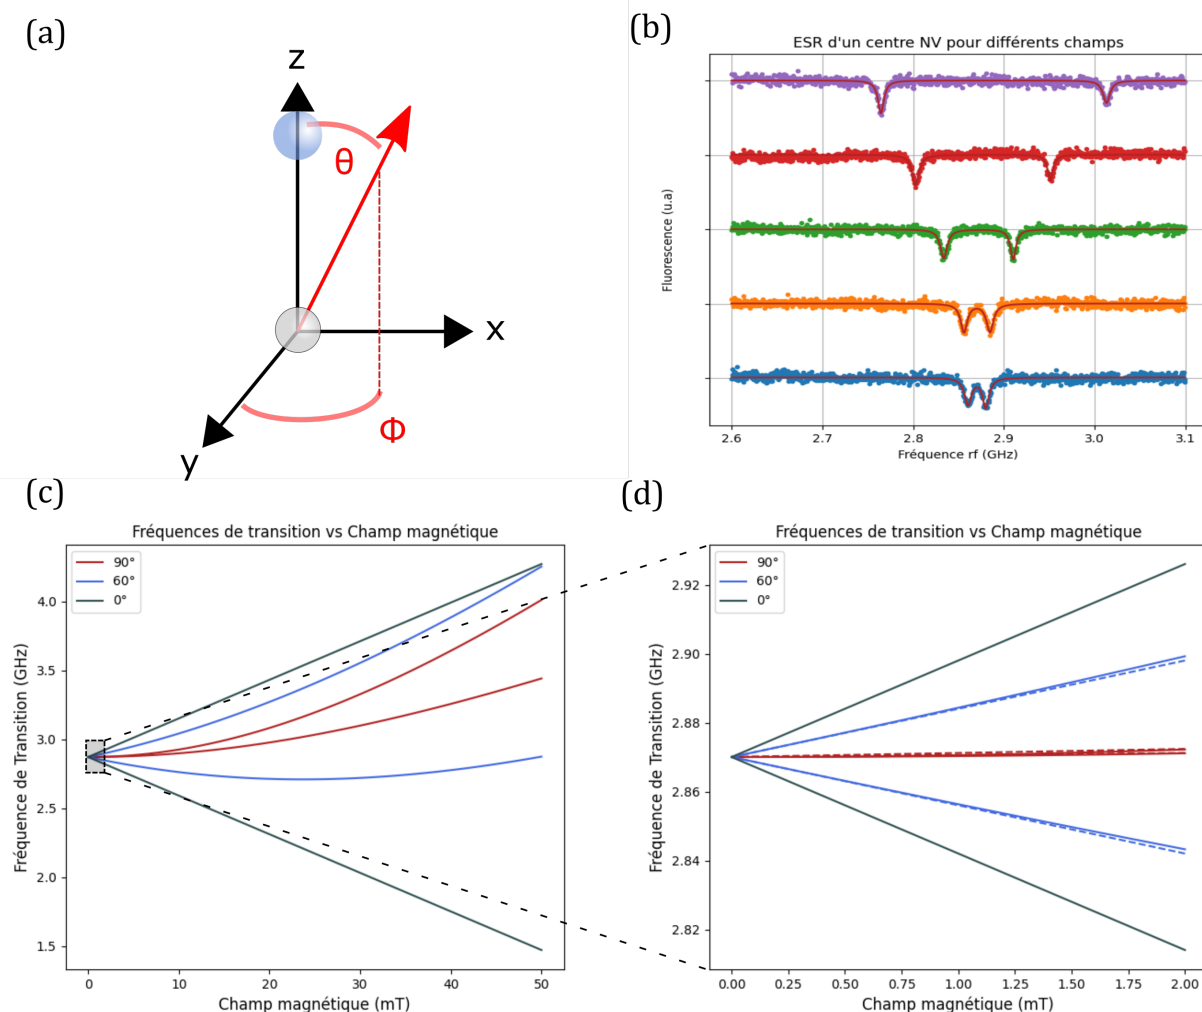 (a)
z
θ
x
Φ
y
(b)
ESR d'un centre NV pour différents champs
Fluorescence (u.a)
2.6 2.7 2.8 2.9 3.0 3.1
Fréquence rf (GHz)
(c)
Fréquences de transition vs Champ magnétique
90°
60°
0°
Fréquence de Transition (GHz)
4.0
3.5
3.0
2.5
2.0
1.5
0 10 20 30 40 50
Champ magnétique (mT)
(d)
Fréquences de transition vs Champ magnétique
90°
60°
0°
Fréquence de Transition (GHz)
2.92
2.90
2.88
2.86
2.84
2.82
0.00 0.25 0.50 0.75 1.00 1.25 1.50 1.75 2.00
Champ magnétique (mT)